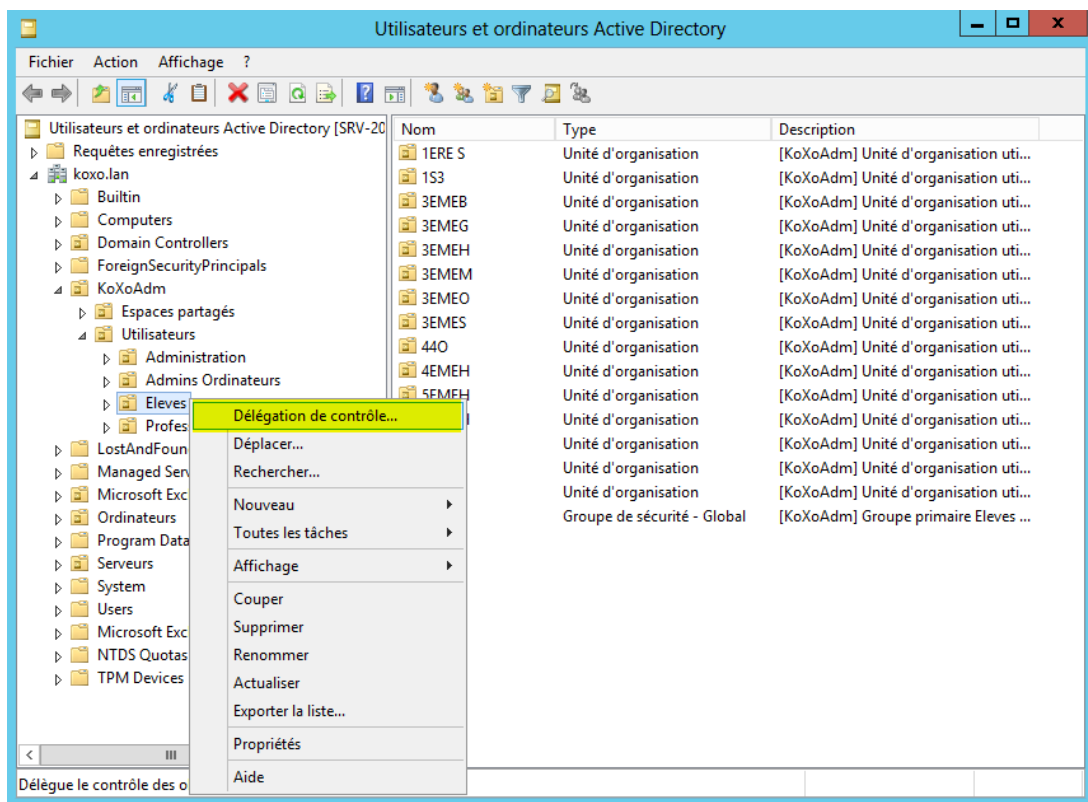 Utilisateurs et ordinateurs Active Directory
Fichier Action Affichage ?
Utilisateurs et ordinateurs Active Directory [SRV-20
Requêtes enregistrées
koxo.lan
Builtin
Computers
Domain Controllers
ForeignSecurityPrincipals
KoXoAdm
Espaces partagés
Utilisateurs
Administration
Admins Ordinateurs
Eleves
Profes
LostAndFoun
Managed Serv
Microsoft Exc
Ordinateurs
Program Data
Serveurs
System
Users
Microsoft Exc
NTDS Quotas
TPM Devices
Nom Type Description
1ERE S Unité d'organisation [KoXoAdm] Unité d'organisation uti...
1S3 Unité d'organisation [KoXoAdm] Unité d'organisation uti...
3EMEB Unité d'organisation [KoXoAdm] Unité d'organisation uti...
3EMEG Unité d'organisation [KoXoAdm] Unité d'organisation uti...
3EMEH Unité d'organisation [KoXoAdm] Unité d'organisation uti...
3EMEM Unité d'organisation [KoXoAdm] Unité d'organisation uti...
3EMEO Unité d'organisation [KoXoAdm] Unité d'organisation uti...
3EMES Unité d'organisation [KoXoAdm] Unité d'organisation uti...
44O Unité d'organisation [KoXoAdm] Unité d'organisation uti...
4EMEH Unité d'organisation [KoXoAdm] Unité d'organisation uti...
5EMEH Unité d'organisation [KoXoAdm] Unité d'organisation uti...
Unité d'organisation [KoXoAdm] Unité d'organisation uti...
Unité d'organisation [KoXoAdm] Unité d'organisation uti...
Unité d'organisation [KoXoAdm] Unité d'organisation uti...
Unité d'organisation [KoXoAdm] Unité d'organisation uti...
Groupe de sécurité - Global [KoXoAdm] Groupe primaire Eleves ...
Délégation de contrôle...
Déplacer...
Rechercher...
Nouveau
Toutes les tâches
Affichage
Couper
Supprimer
Renommer
Actualiser
Exporter la liste...
Propriétés
Aide
Délègue le contrôle des o